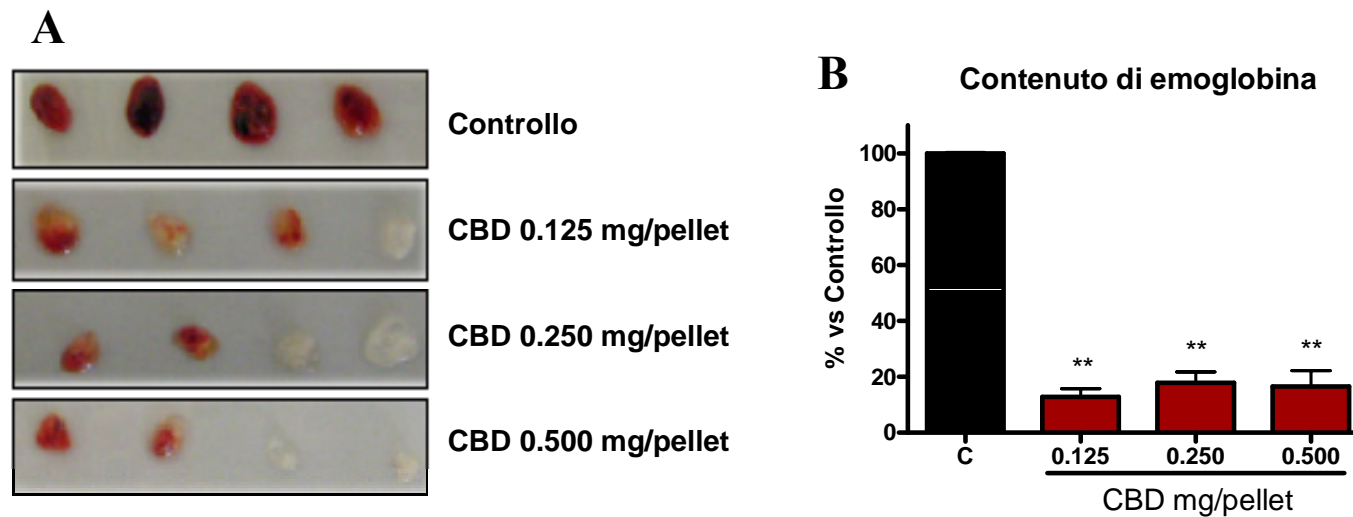 A
Controllo
CBD 0.125 mg/pellet
CBD 0.250 mg/pellet
CBD 0.500 mg/pellet
B
Contenuto di emoglobina
% vs Controllo
100
80
60
40
20
0
**
**
**
C
0.125
0.250
0.500
CBD mg/pellet